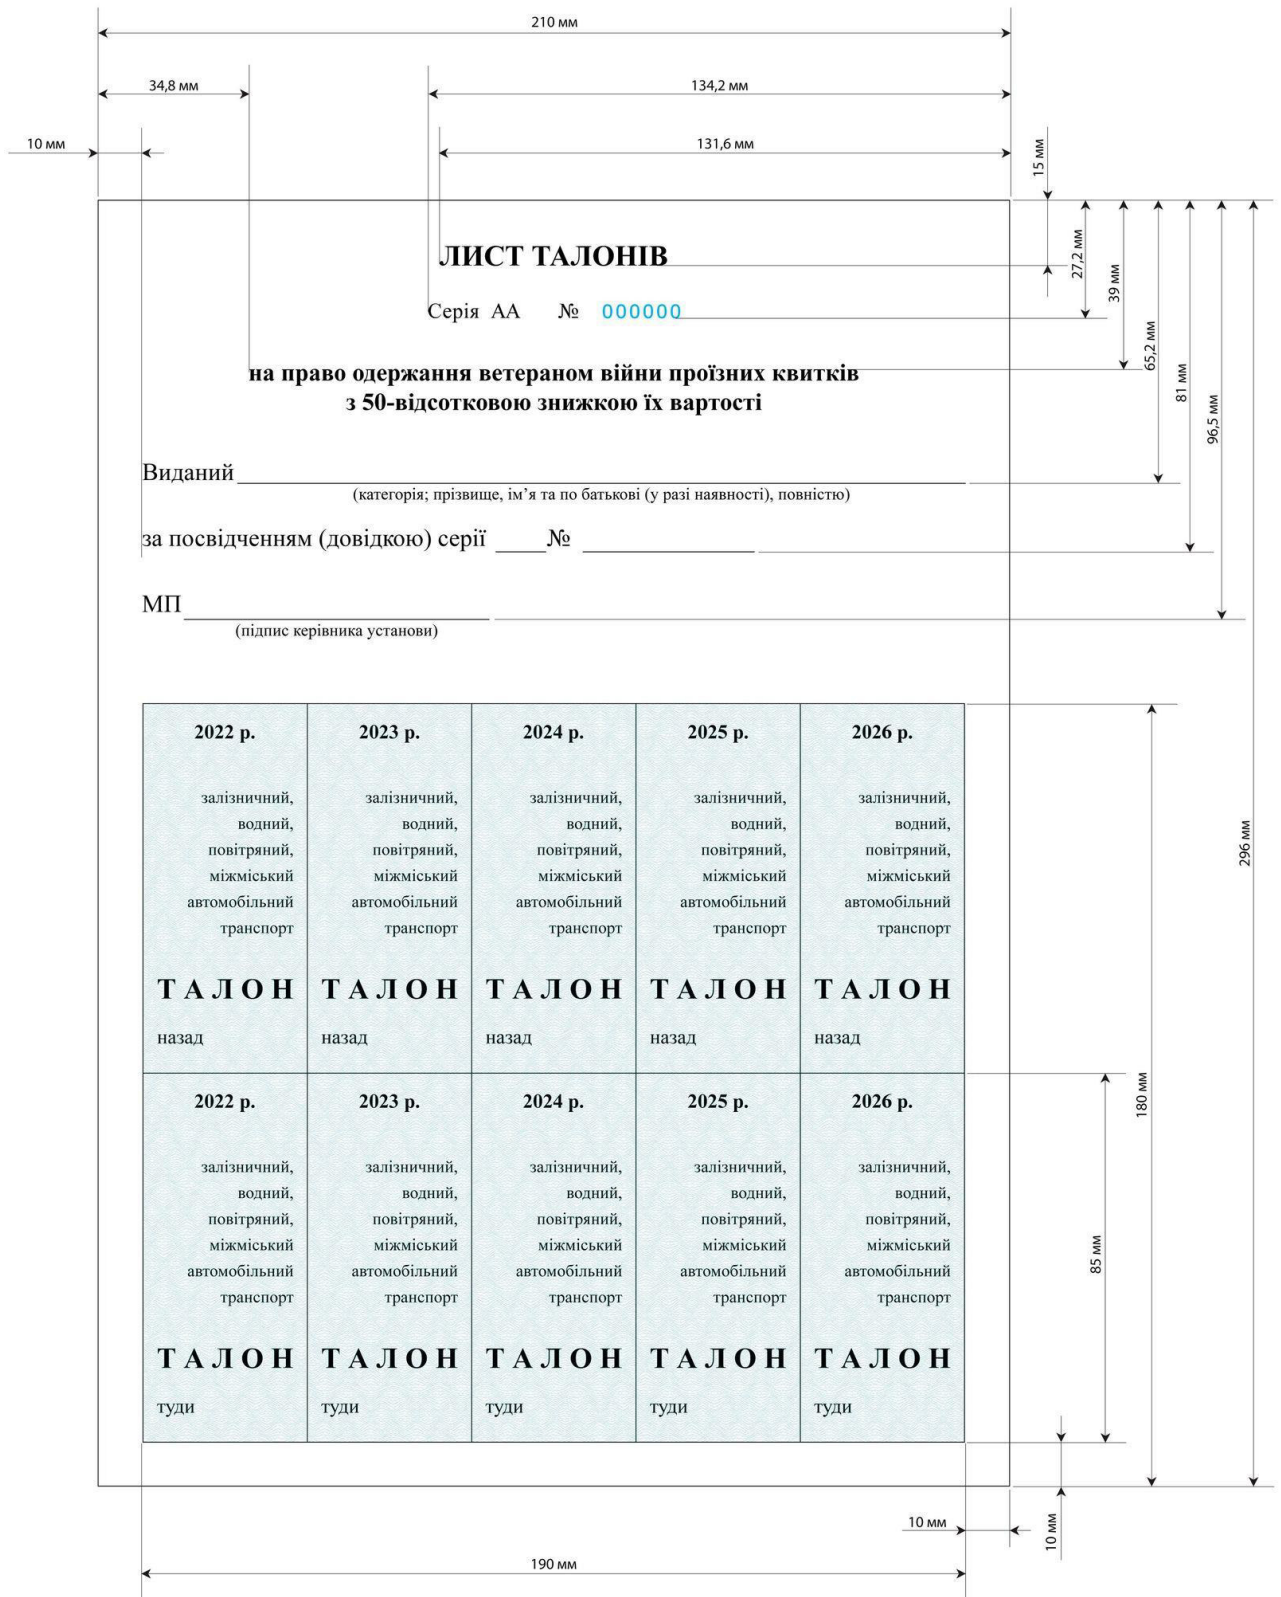 210 мм
34,8 мм
134,2 мм
10 мм
131,6 мм
15 мм
ЛИСТ ТАЛОНІВ
27,2 мм
39 мм
Серія АА № 000000
65,2 мм
81 мм
96,5 мм
на право одержання ветераном війни проїзних квитків
з 50-відсотковою знижкою їх вартості
Виданий
(категорія; прізвище, ім’я та по батькові (у разі наявності), повністю)
за посвідченням (довідкою) серії ____ № ____
МП
(підпис керівника установи)
2022 р. 2023 р. 2024 р. 2025 р. 2026 р.
залізничний, залізничний, залізничний, залізничний, залізничний,
водний, водний, водний, водний, водний,
повітряний, повітряний, повітряний, повітряний, повітряний,
міжміський міжміський міжміський міжміський міжміський
автомобільний автомобільний автомобільний автомобільний автомобільний
транспорт транспорт транспорт транспорт транспорт
ТАЛОН ТАЛОН ТАЛОН ТАЛОН ТАЛОН
назад назад назад назад назад
296 мм
2022 р. 2023 р. 2024 р. 2025 р. 2026 р.
залізничний, залізничний, залізничний, залізничний, залізничний,
водний, водний, водний, водний, водний,
повітряний, повітряний, повітряний, повітряний, повітряний,
міжміський міжміський міжміський міжміський міжміський
автомобільний автомобільний автомобільний автомобільний автомобільний
транспорт транспорт транспорт транспорт транспорт
ТАЛОН ТАЛОН ТАЛОН ТАЛОН ТАЛОН
туди туди туди туди туди
180 мм
85 мм
10 мм
10 мм
190 мм